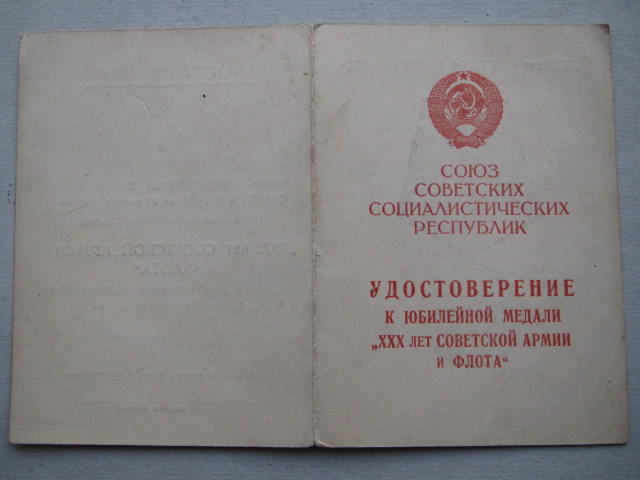 СОЮЗ
СОВЕТСКИХ
СОЦИАЛИСТИЧЕСКИХ
РЕСПУБЛИК
УДОСТОВЕРЕНИЕ
К ЮБИЛЕЙНОЙ МЕДАЛИ
„XXX ЛЕТ СОВЕТСКОЙ АРМИИ
И ФЛОТА“